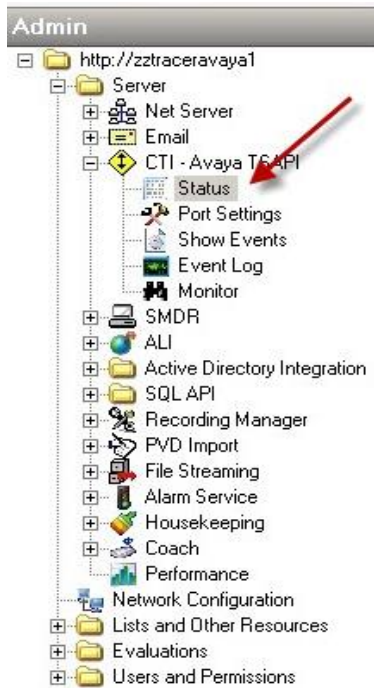 Admin
http://zztraceravaya1
Server
Net Server
Email
CTI - Avaya TSAPI
Status
Port Settings
Show Events
Event Log
Monitor
SMDR
ALI
Active Directory Integration
SQL API
Recording Manager
PVD Import
File Streaming
Alarm Service
Housekeeping
Coach
Performance
Network Configuration
Lists and Other Resources
Evaluations
Users and Permissions